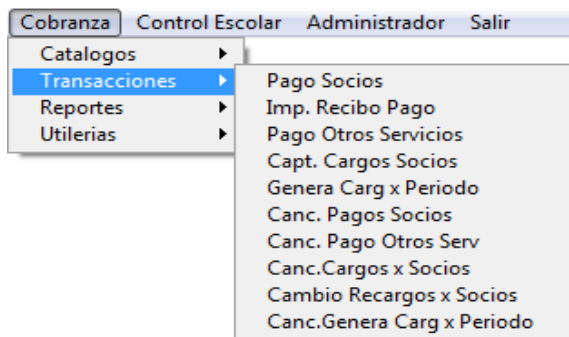 Cobranza Control Escolar Administrador Salir
Catalogos
Transacciones
Reportes
Utilerias
Pago Socios
Imp. Recibo Pago
Pago Otros Servicios
Capt. Cargos Socios
Genera Carg x Periodo
Canc. Pagos Socios
Canc. Pago Otros Serv
Canc.Cargos x Socios
Cambio Recargos x Socios
Canc.Genera Carg x Periodo